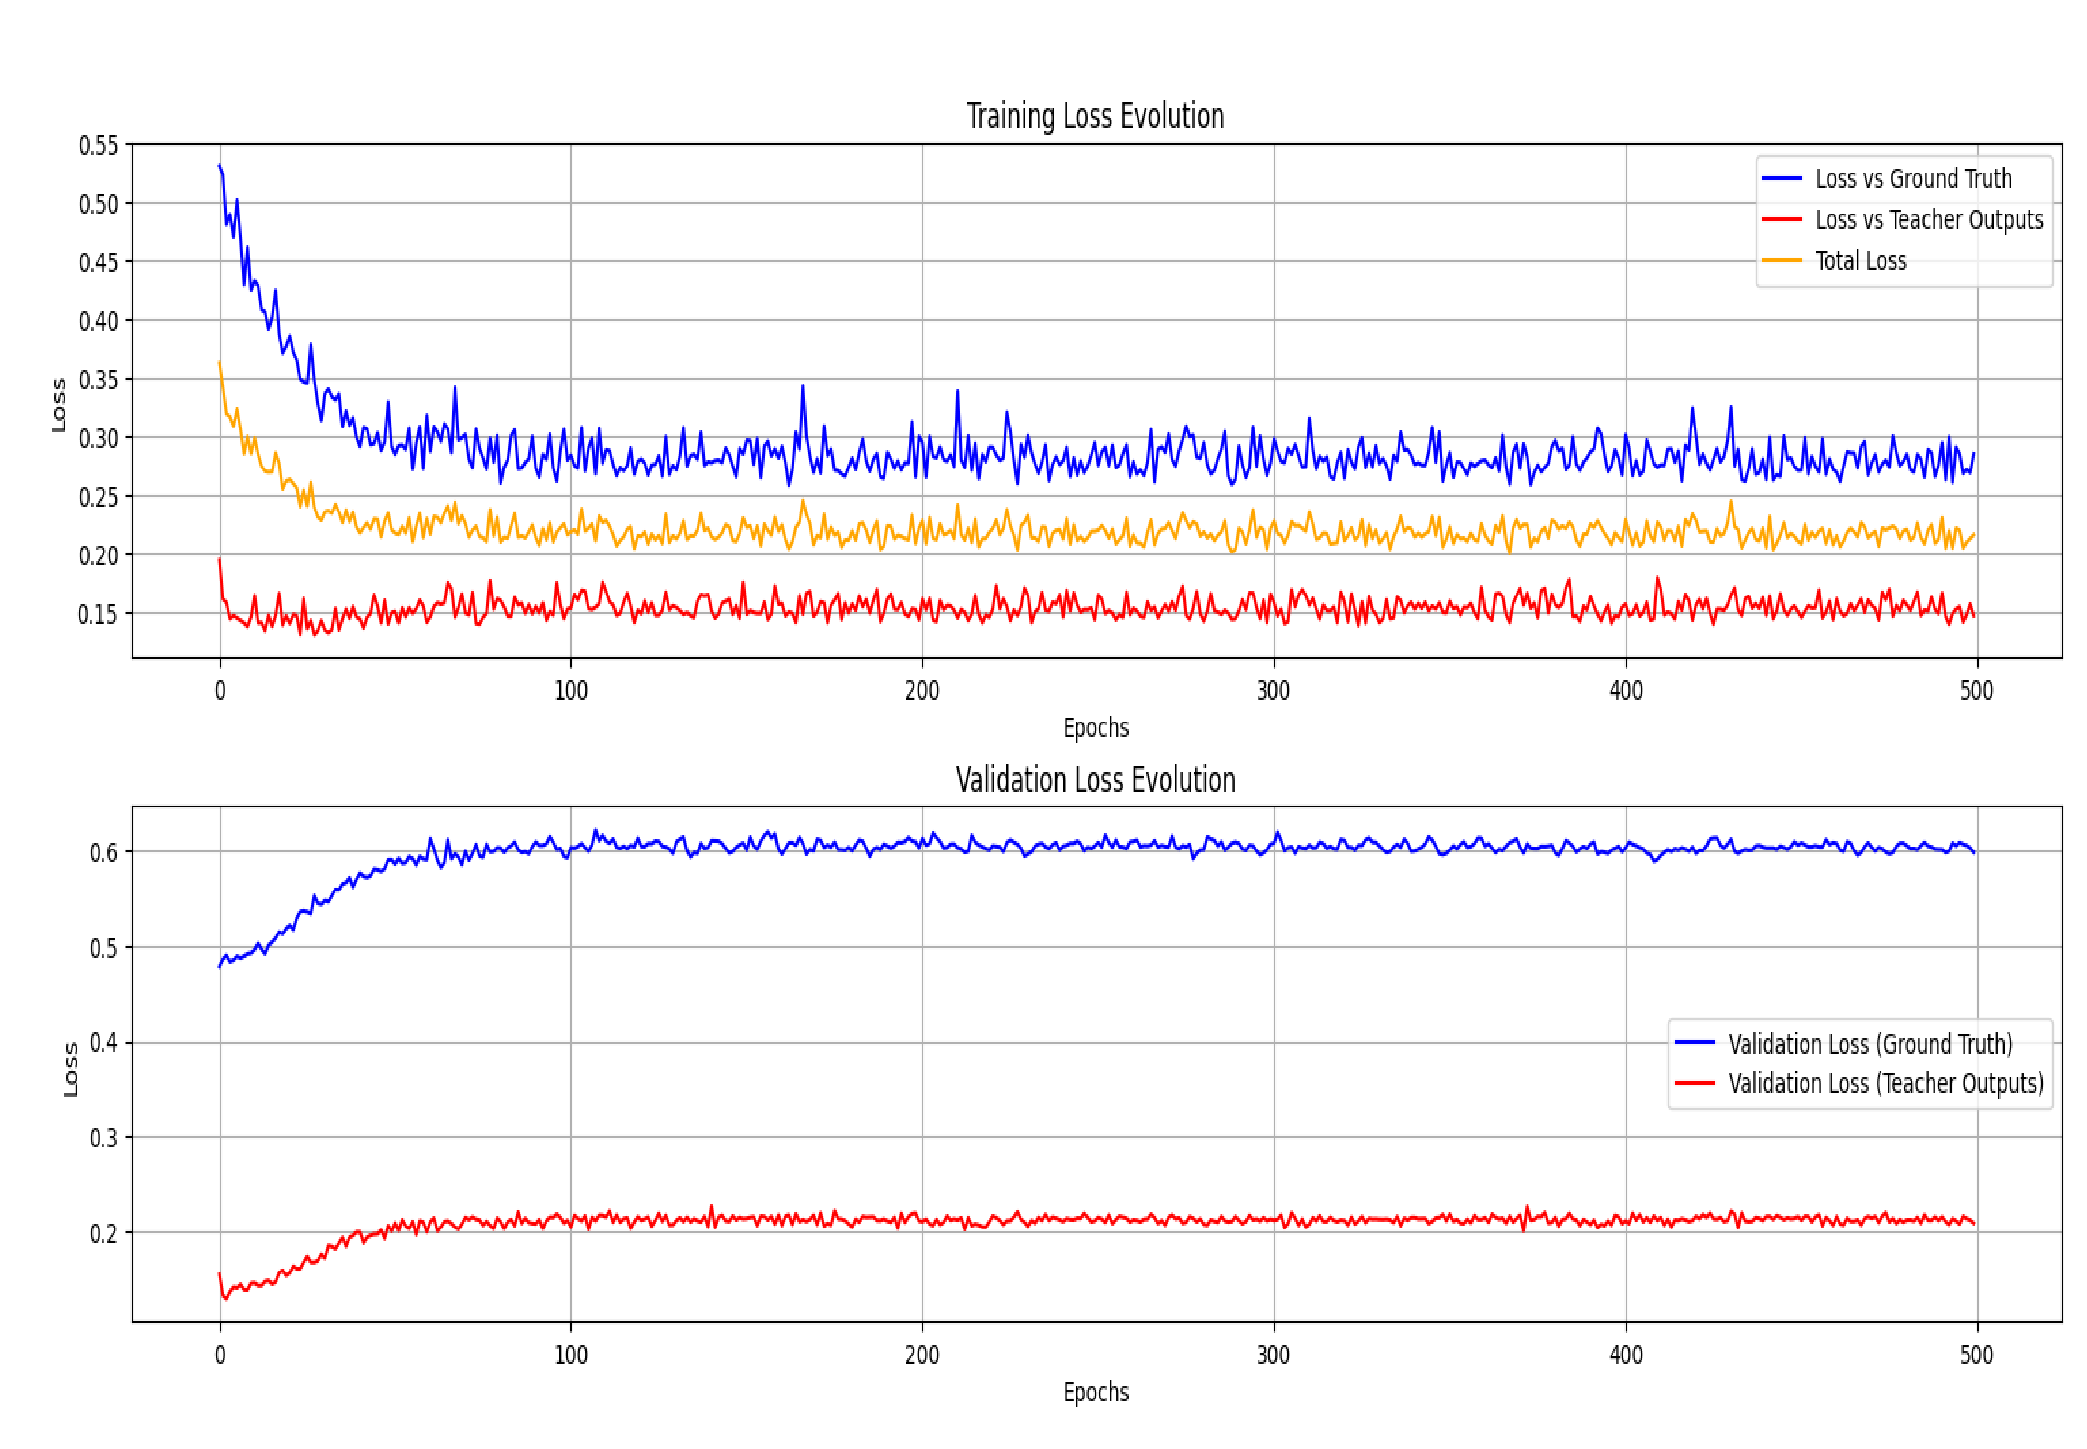 Training Loss Evolution
0.55
0.50
0.45
0.40
0.35
0.30
0.25
0.20
0.15
Loss
Loss vs Ground Truth
Loss vs Teacher Outputs
Total Loss
0 100 200 300 400 500
Epochs
Validation Loss Evolution
0.6
0.5
0.4
0.3
0.2
Loss
Validation Loss (Ground Truth)
Validation Loss (Teacher Outputs)
0 100 200 300 400 500
Epochs